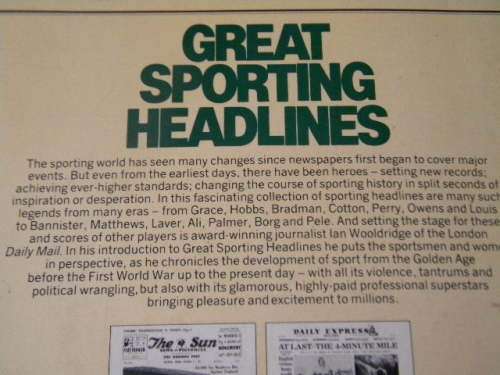 GREAT
SPORTING
HEADLINES
The sporting world has seen many changes since newspapers first began to cover major
events. But even from the earliest days, there have been heroes – setting new records;
achieving ever-higher standards; changing the course of sporting history in split seconds of
inspiration or desperation. In this fascinating collection of sporting headlines are many such
legends from many eras – from Grace, Hobbs, Bradman, Cotton, Perry, Owens and Louis
to Bannister, Matthews, Laver, Ali, Palmer, Borg and Pele. And setting the stage for these
and scores of other players is award-winning journalist Ian Wooldridge of the London
Daily Mail. In his introduction to Great Sporting Headlines he puts the sportsmen and women
in perspective, as he chronicles the development of sport from the Golden Age
before the First World War up to the present day – with all its violence, tantrums and
political wrangling, but also with its glamorous, highly-paid professional superstars
bringing pleasure and excitement to millions.
The Sun
DAILY EXPRESS
AT LAST–THE 4-MINUTE MILE